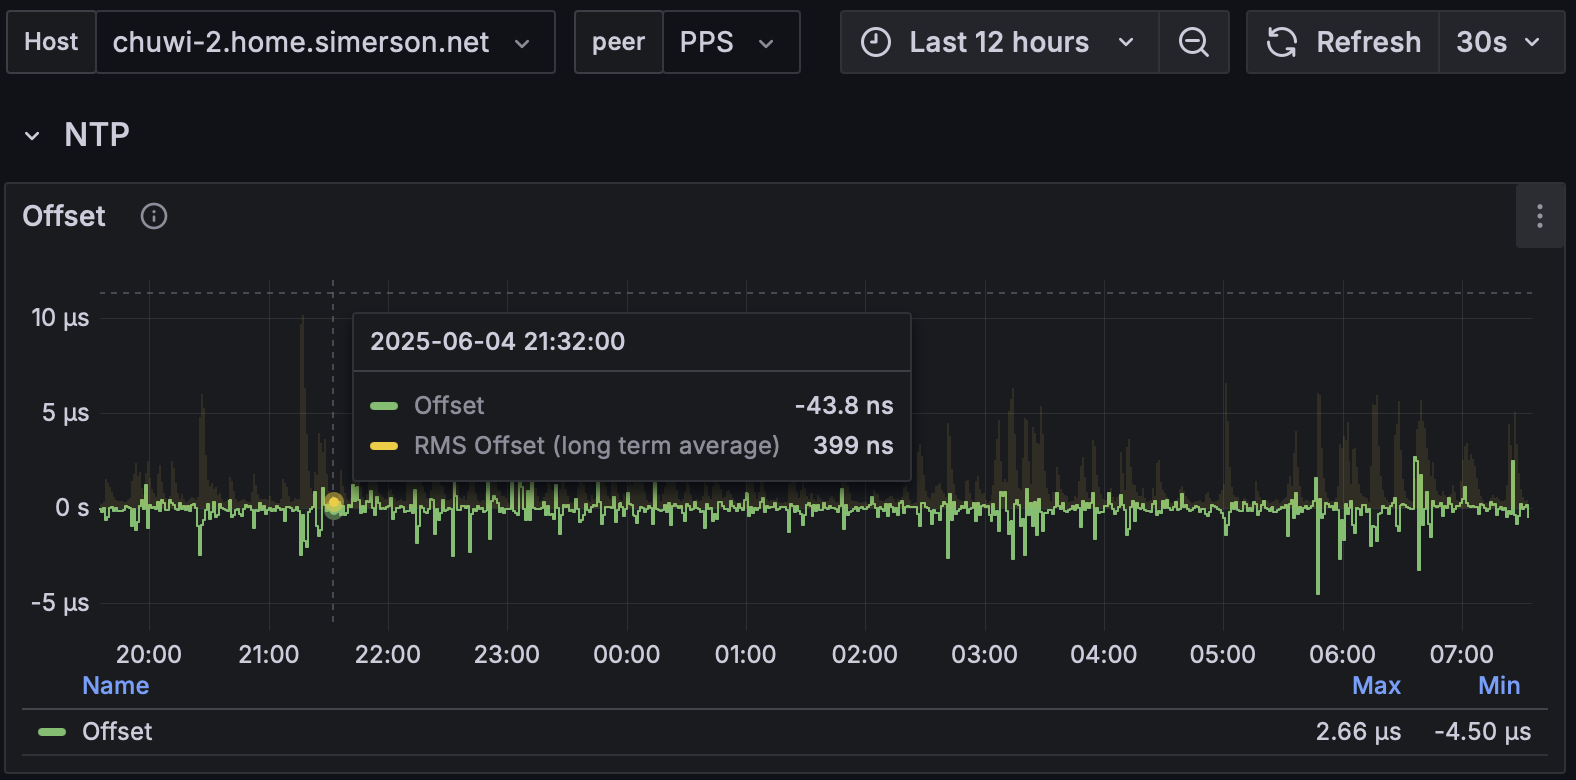 Host chuwi-2.home.simerson.net peer PPS Last 12 hours Refresh 30s
NTP
Offset
10 µs
5 µs
0 s
-5 µs
2025-06-04 21:32:00
Offset -43.8 ns
RMS Offset (long term average) 399 ns
20:00 21:00 22:00 23:00 00:00 01:00 02:00 03:00 04:00 05:00 06:00 07:00
Name Max Min
Offset 2.66 µs -4.50 µs